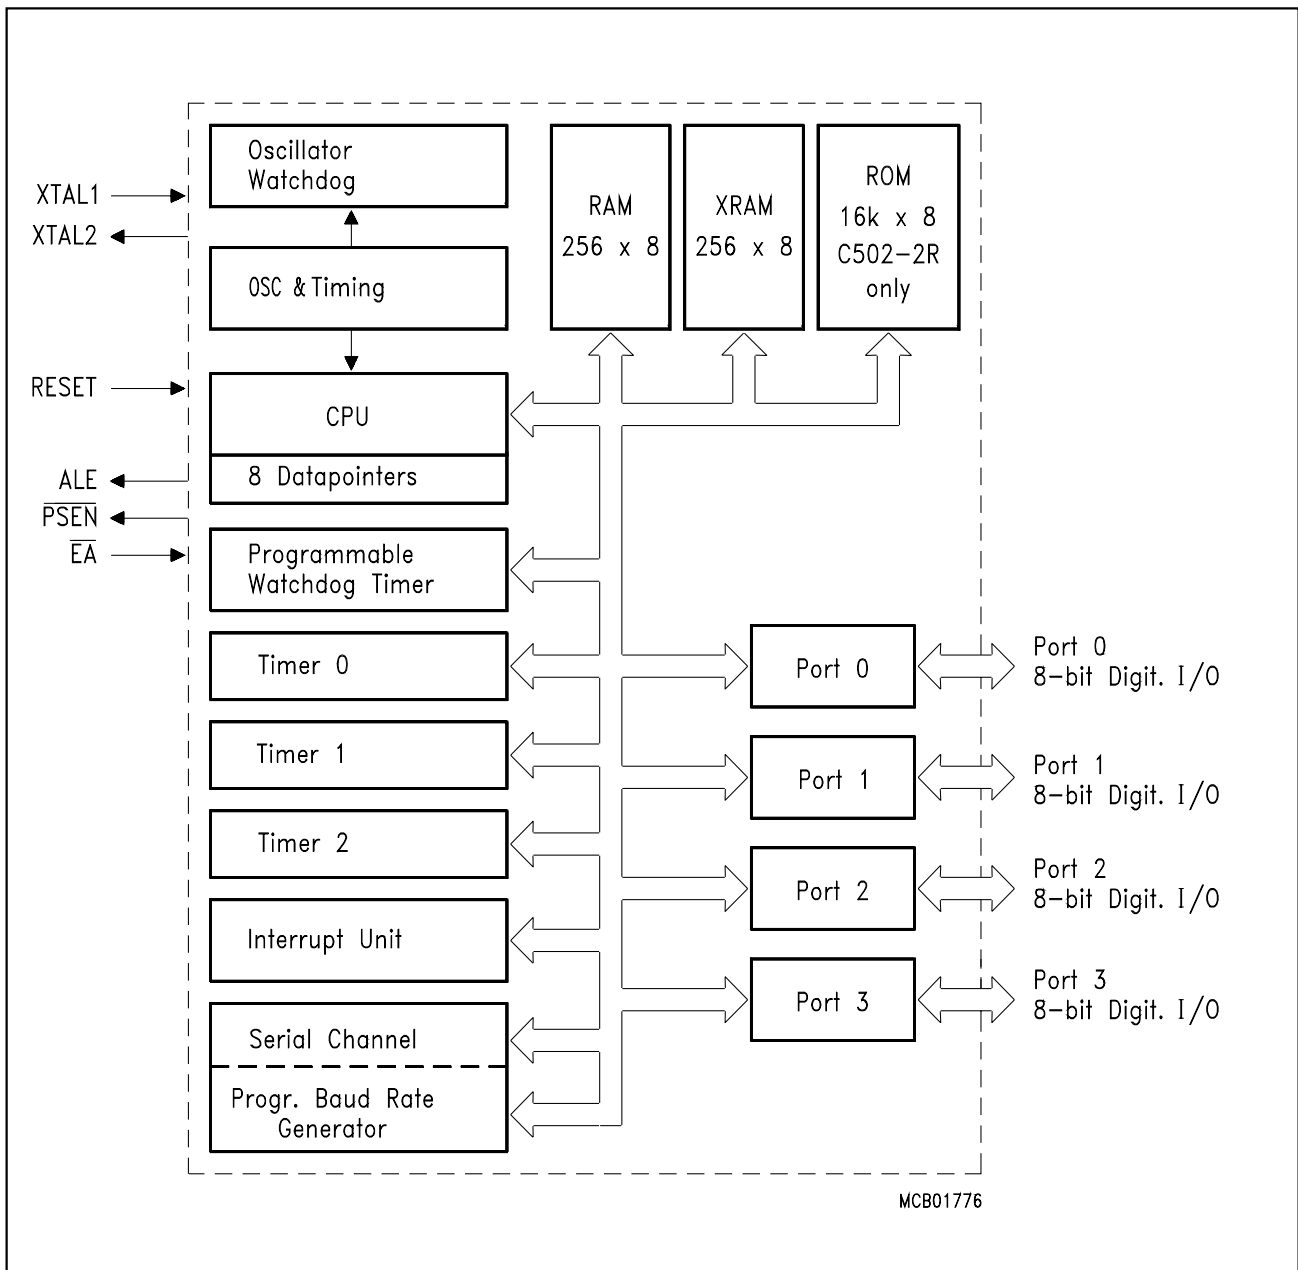 Oscillator
Watchdog
XTAL1
XTAL2
OSC & Timing
RAM
256 x 8
XRAM
256 x 8
ROM
16k x 8
C502-2R
only
RESET
CPU
8 Datapointers
ALE
PSEN
EA
Programmable
Watchdog Timer
Timer 0
Timer 1
Timer 2
Interrupt Unit
Serial Channel
Progr. Baud Rate
Generator
Port 0
Port 0
8-bit Digit. I/O
Port 1
Port 1
8-bit Digit. I/O
Port 2
Port 2
8-bit Digit. I/O
Port 3
Port 3
8-bit Digit. I/O
MCB01776